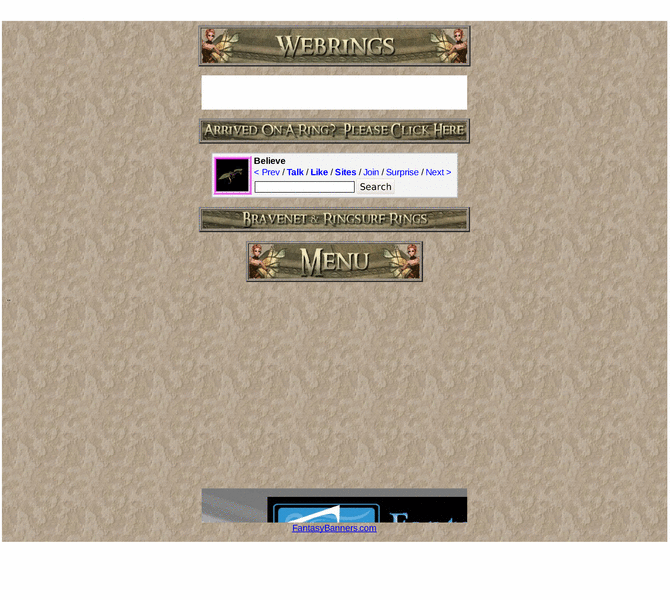 WEBRINGS
ARRIVED ON A RING? PLEASE CLICK HERE
Believe
< Prev / Talk / Like / Sites / Join / Surprise / Next >
Search
BRAVENET & RINGSURF RINGS
MENU
FantasyBanners.com